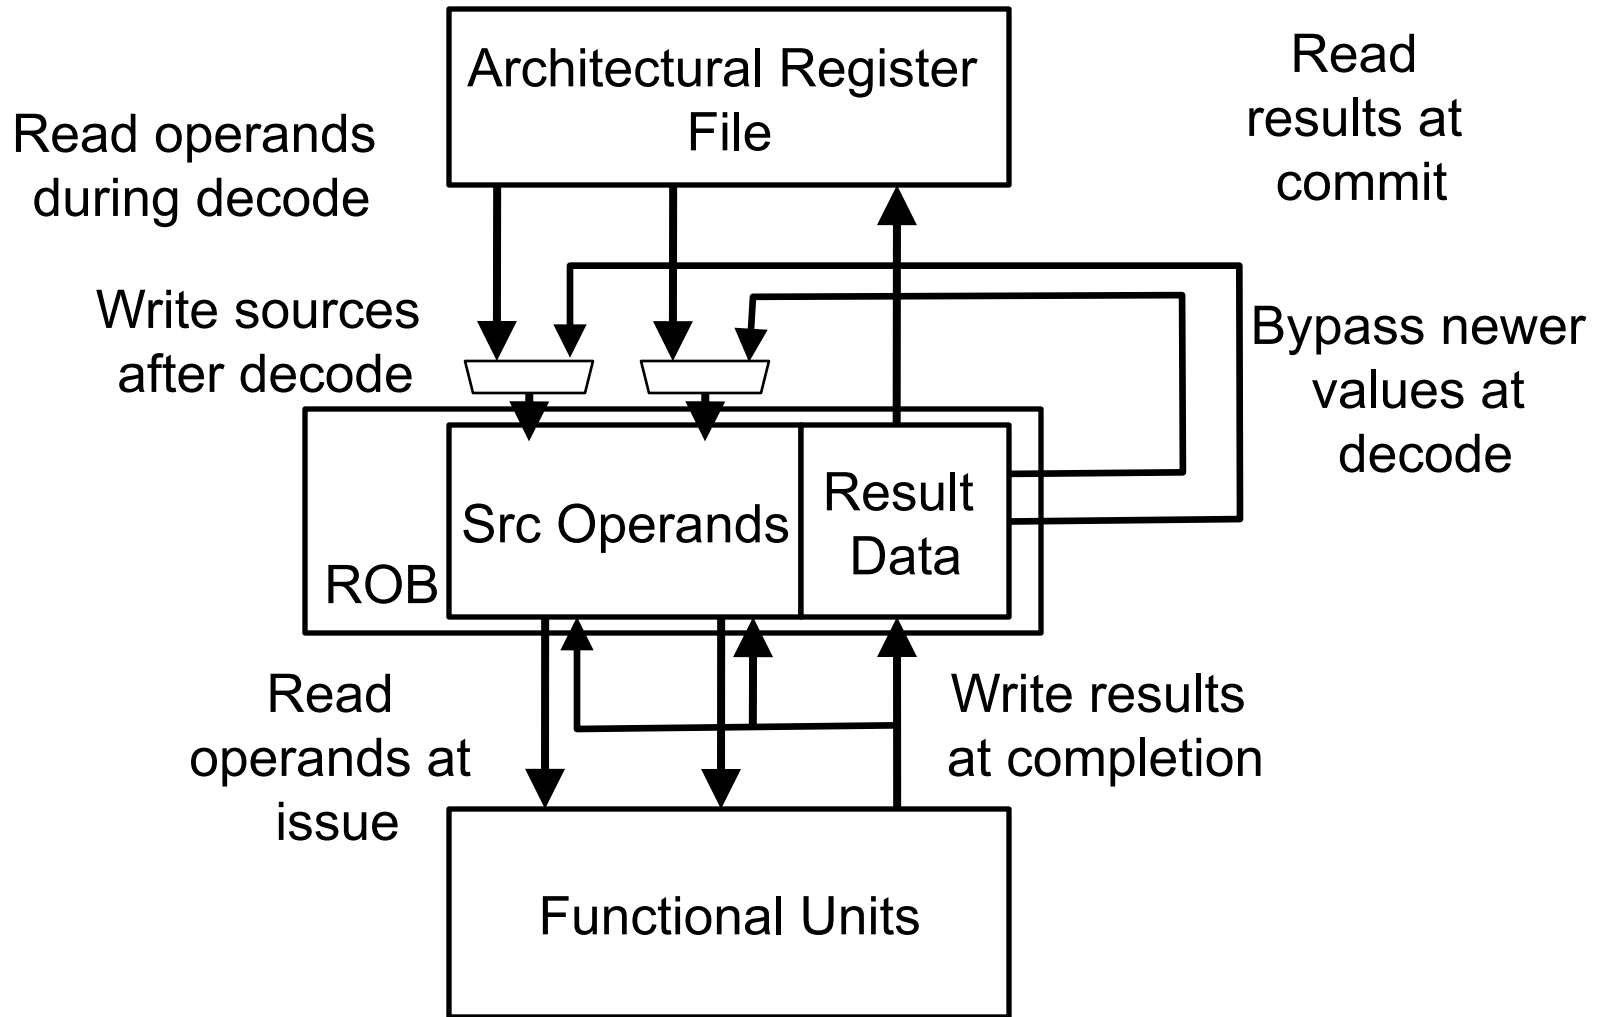 Architectural Register
File
Read
results at
commit
Read operands
during decode
Write sources
after decode
Bypass newer
values at
decode
Src Operands
Result
Data
ROB
Read
operands at
issue
Write results
at completion
Functional Units